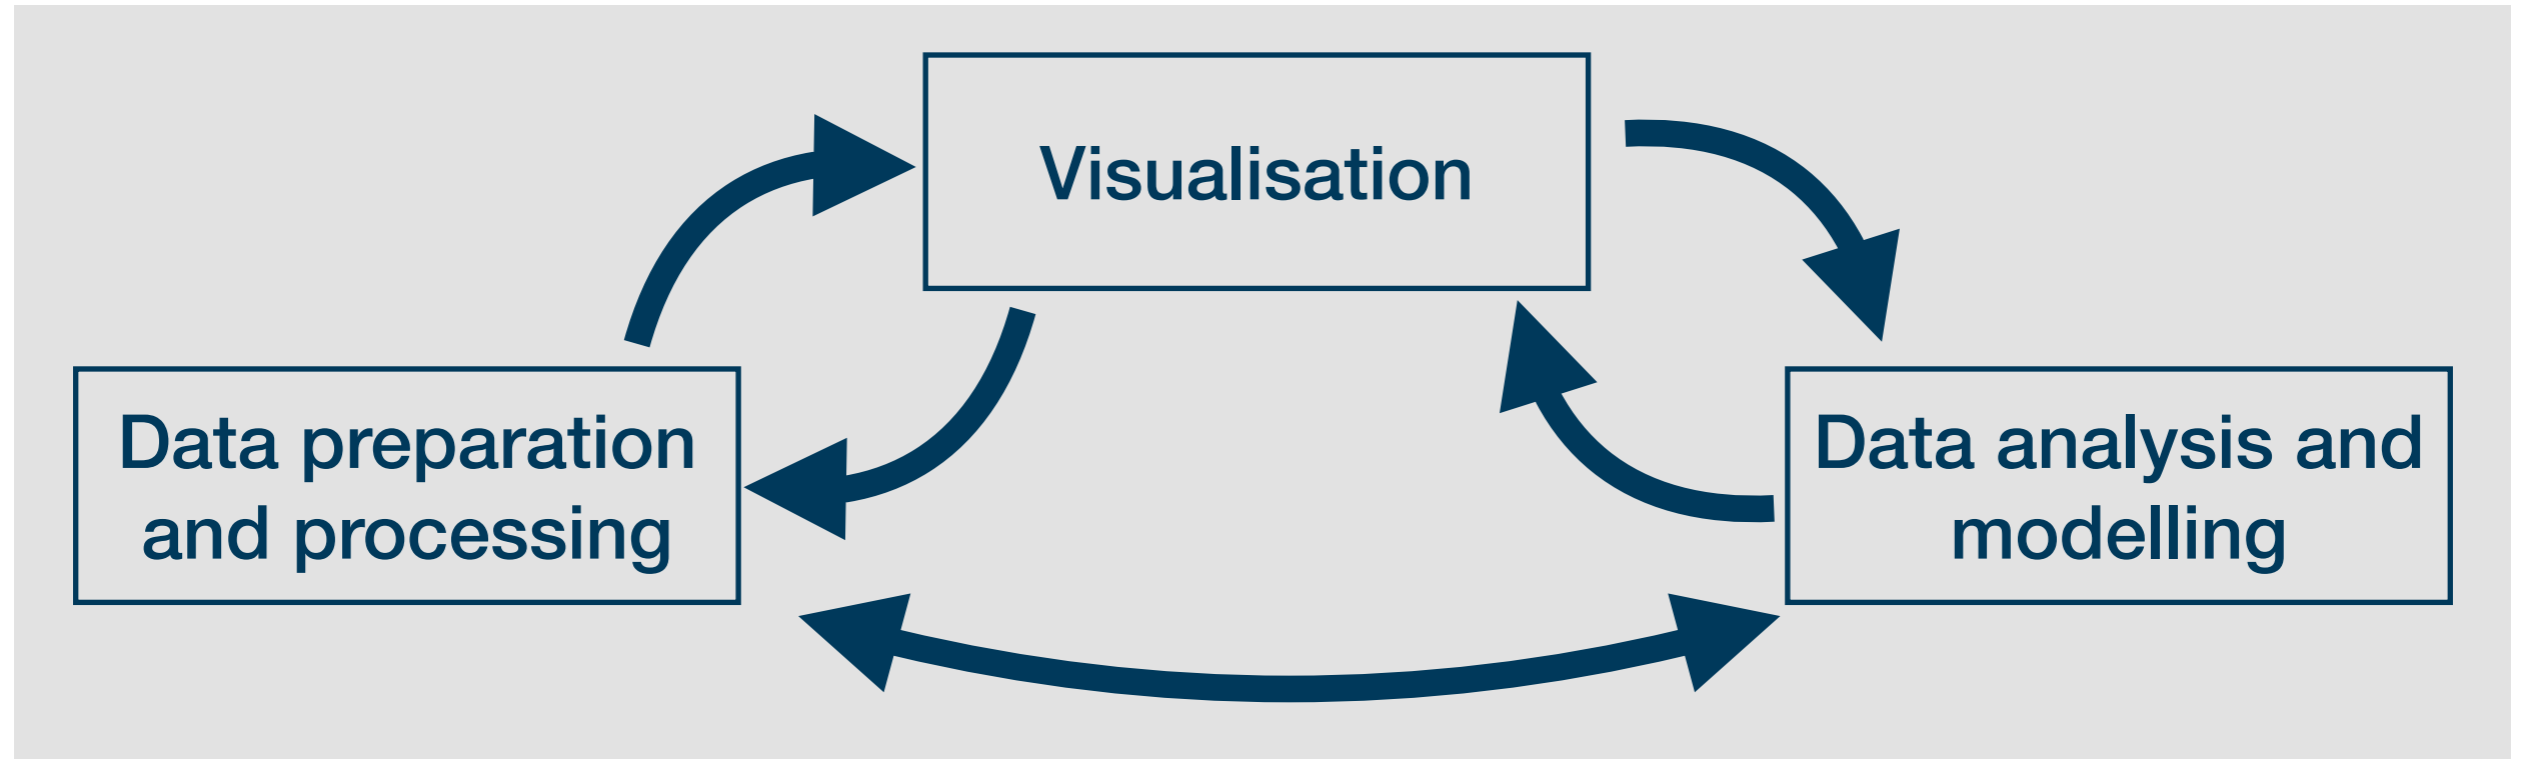 Visualisation
Data preparation
and processing
Data analysis and
modelling